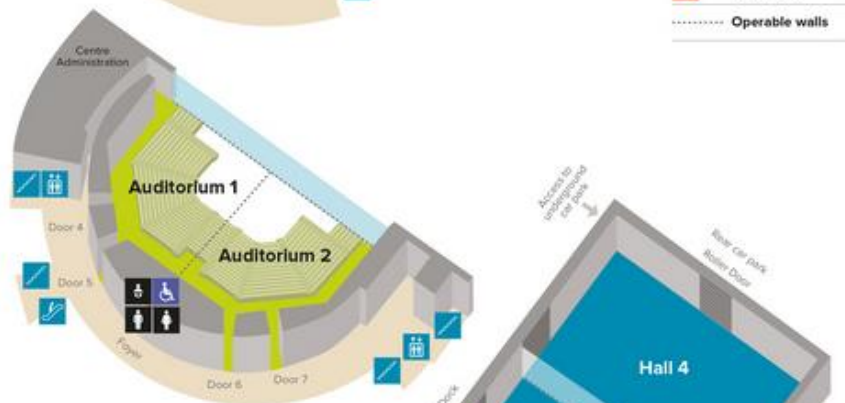 Operable walls
Centre
Administration
Auditorium 1
Auditorium 2
Door 4
Door 5
Foyer
Door 6
Door 7
Access to
underground
car park
Rear car park
Roller Door
Hall 4